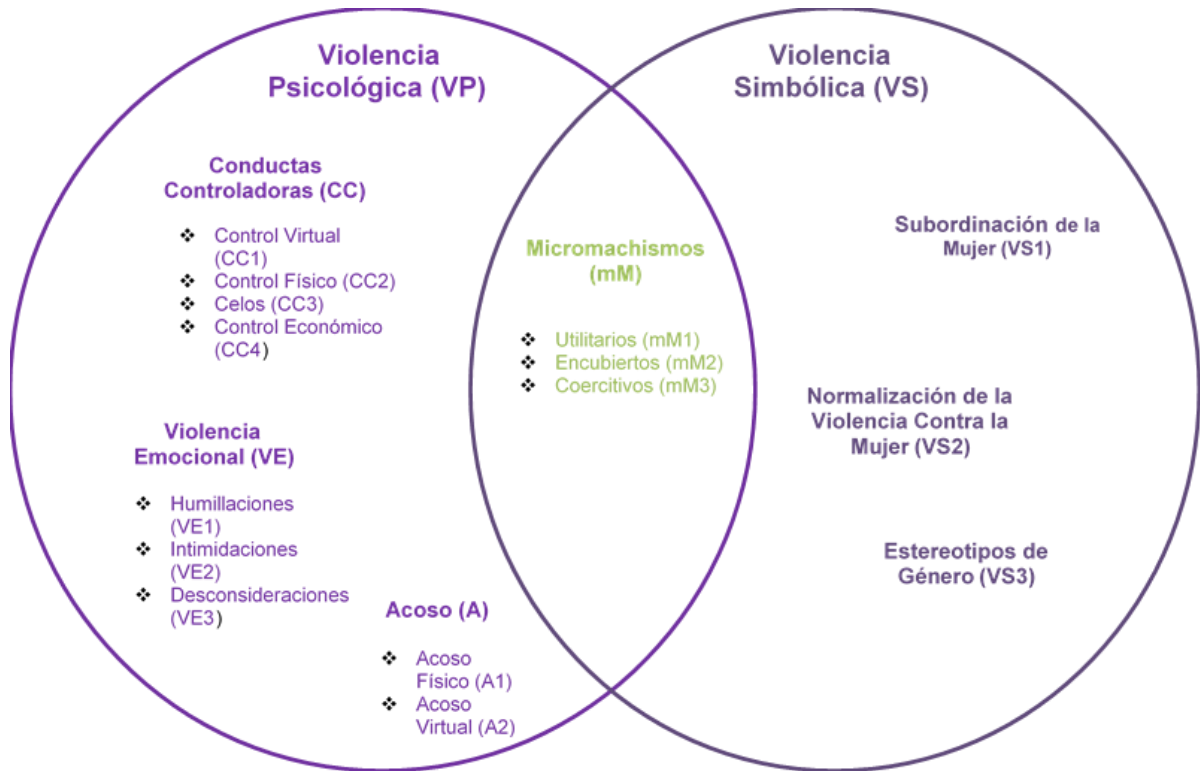 Violencia
Psicológica (VP)
Conductas
Controladoras (CC)
❖ Control Virtual
(CC1)
❖ Control Físico (CC2)
❖ Celos (CC3)
❖ Control Económico
(CC4)
Violencia
Emocional (VE)
❖ Humillaciones
(VE1)
❖ Intimidaciones
(VE2)
❖ Desconsideraciones
(VE3)
Acoso (A)
❖ Acoso
Físico (A1)
❖ Acoso
Virtual (A2)
Micromachismos
(mM)
❖ Utilitarios (mM1)
❖ Encubiertos (mM2)
❖ Coercitivos (mM3)
Violencia
Simbólica (VS)
Subordinación de la
Mujer (VS1)
Normalización de la
Violencia Contra la
Mujer (VS2)
Estereotipos de
Género (VS3)